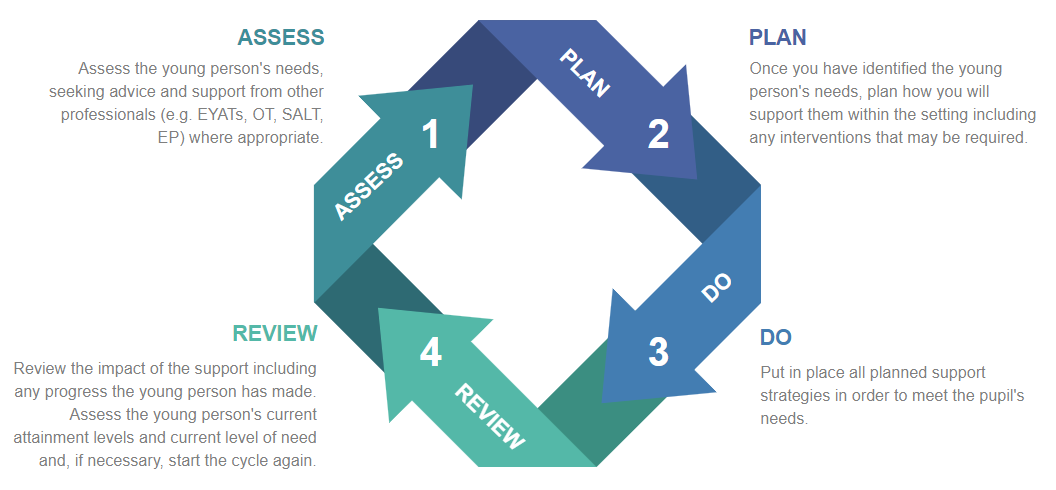 ASSESS
Assess the young person's needs,
seeking advice and support from other
professionals (e.g. EYATs, OT, SALT,
EP) where appropriate.
PLAN
Once you have identified the young
person's needs, plan how you will
support them within the setting including
any interventions that may be required.
ASSESS
1
PLAN
2
DO
3
REVIEW
4
REVIEW
Review the impact of the support including
any progress the young person has made.
Assess the young person's current
attainment levels and current level of need
and, if necessary, start the cycle again.
DO
Put in place all planned support
strategies in order to meet the pupil's
needs.